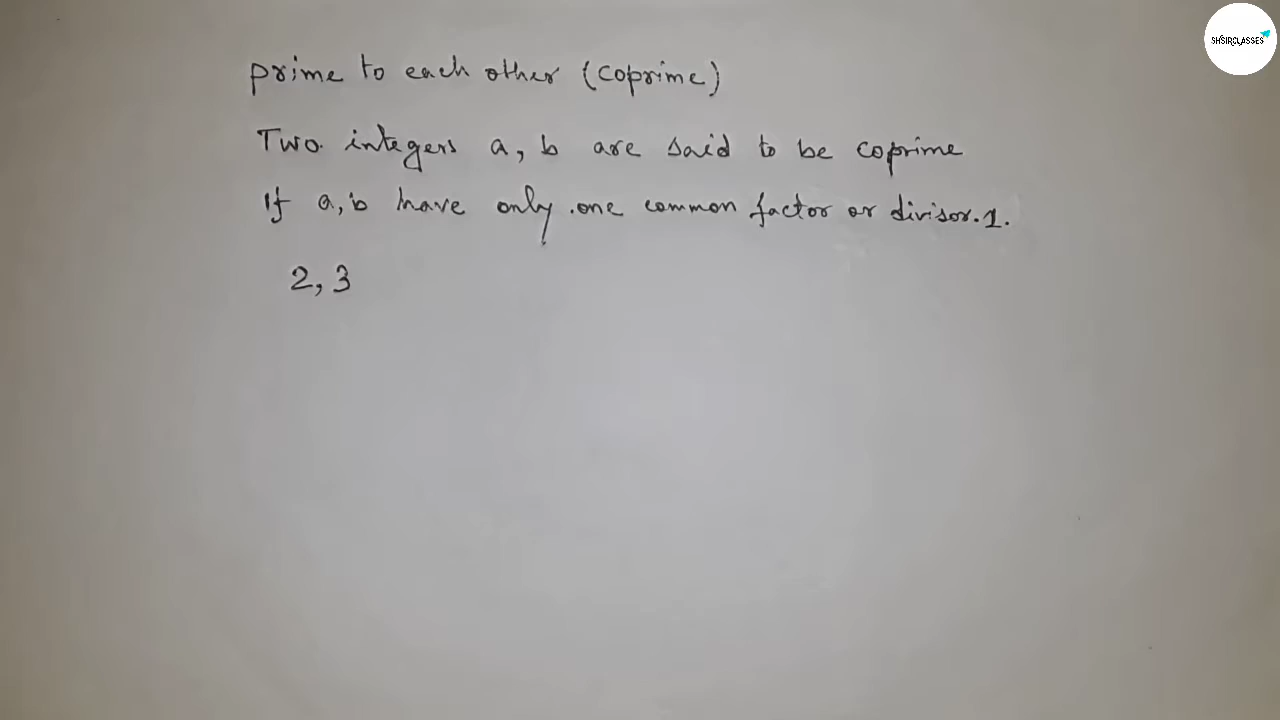 SHSIRCLASSES
prime to each other (coprime)
Two integers a, b are said to be coprime
If a, b have only one common factor or divisor. 1.
2, 3